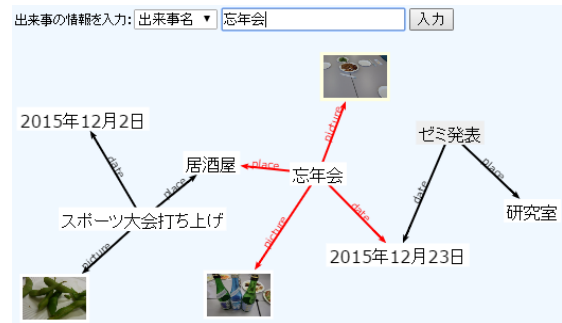 出来事の情報を入力: 出来事名 ▼ 忘年会 入力
picture
2015年12月2日
ゼミ発表
date
place
居酒屋
place
忘年会
place
date
date
研究室
スポーツ大会打ち上げ
picture
picture
2015年12月23日